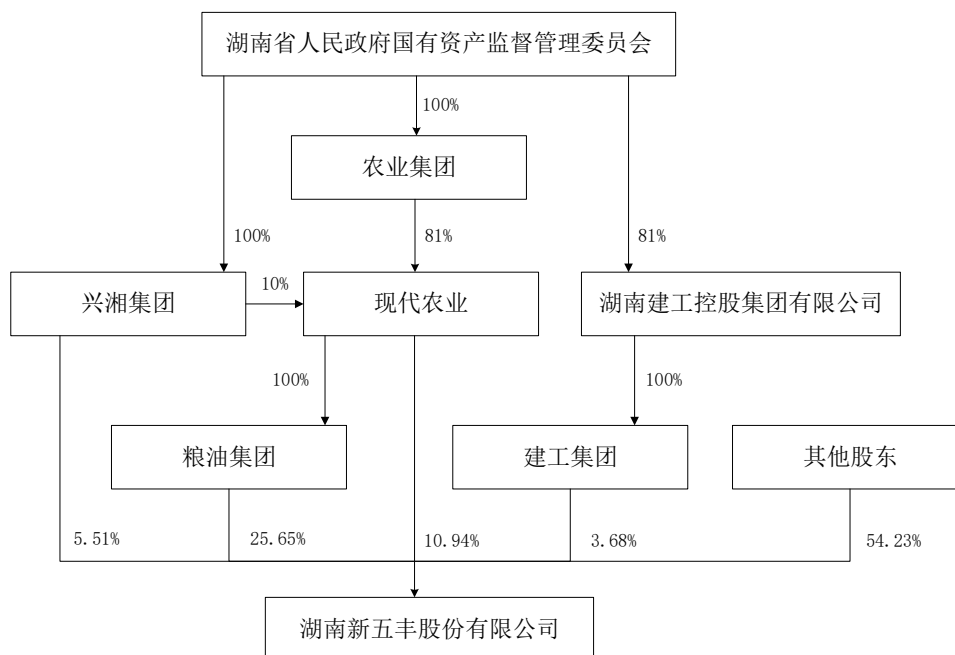 湖南省人民政府国有资产监督管理委员会
100%
农业集团
100%
81%
81%
兴湘集团
10%
现代农业
湖南建工控股集团有限公司
100%
100%
粮油集团
建工集团
其他股东
5.51%
25.65%
10.94%
3.68%
54.23%
湖南新五丰股份有限公司